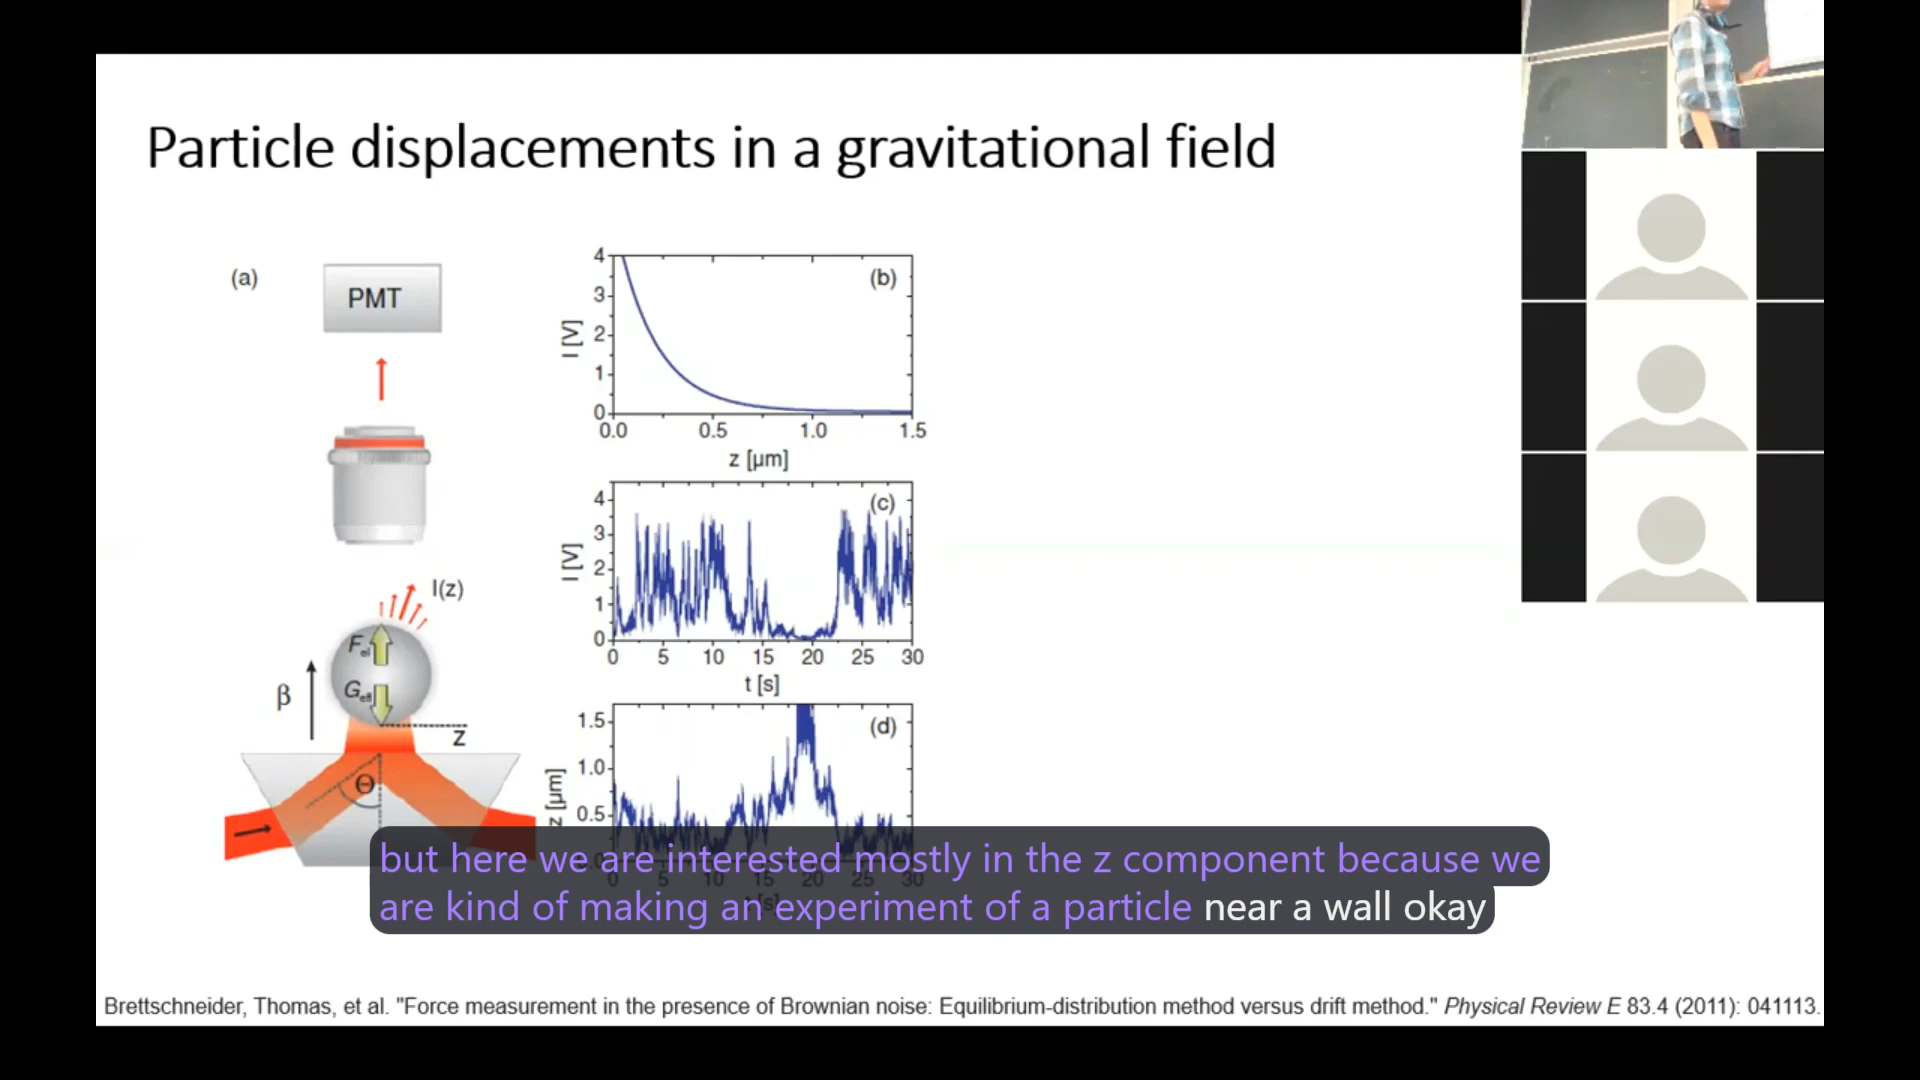 Particle displacements in a gravitational field
(a)
PMT
I(z)
Fel
Geff
β
z
Θ
4
3
2
1
0
I [V]
(b)
0.0 0.5 1.0 1.5
z [μm]
4
3
2
1
0
I [V]
(c)
0 5 10 15 20 25 30
t [s]
1.5
1.0
0.5
z [μm]
(d)
0 5 10 15 20 25 30
but here we are interested mostly in the z component because we
are kind of making an experiment of a particle near a wall okay
Brettschneider, Thomas, et al. "Force measurement in the presence of Brownian noise: Equilibrium-distribution method versus drift method." Physical Review E 83.4 (2011): 041113.